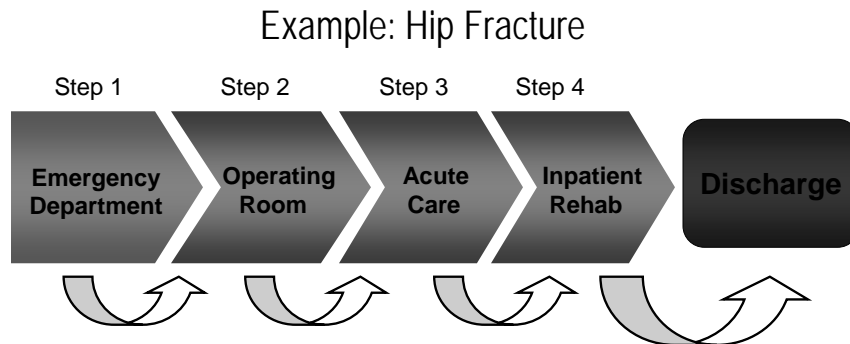 Example: Hip Fracture
Step 1
Step 2
Step 3
Step 4
Emergency
Department
Operating
Room
Acute
Care
Inpatient
Rehab
Discharge